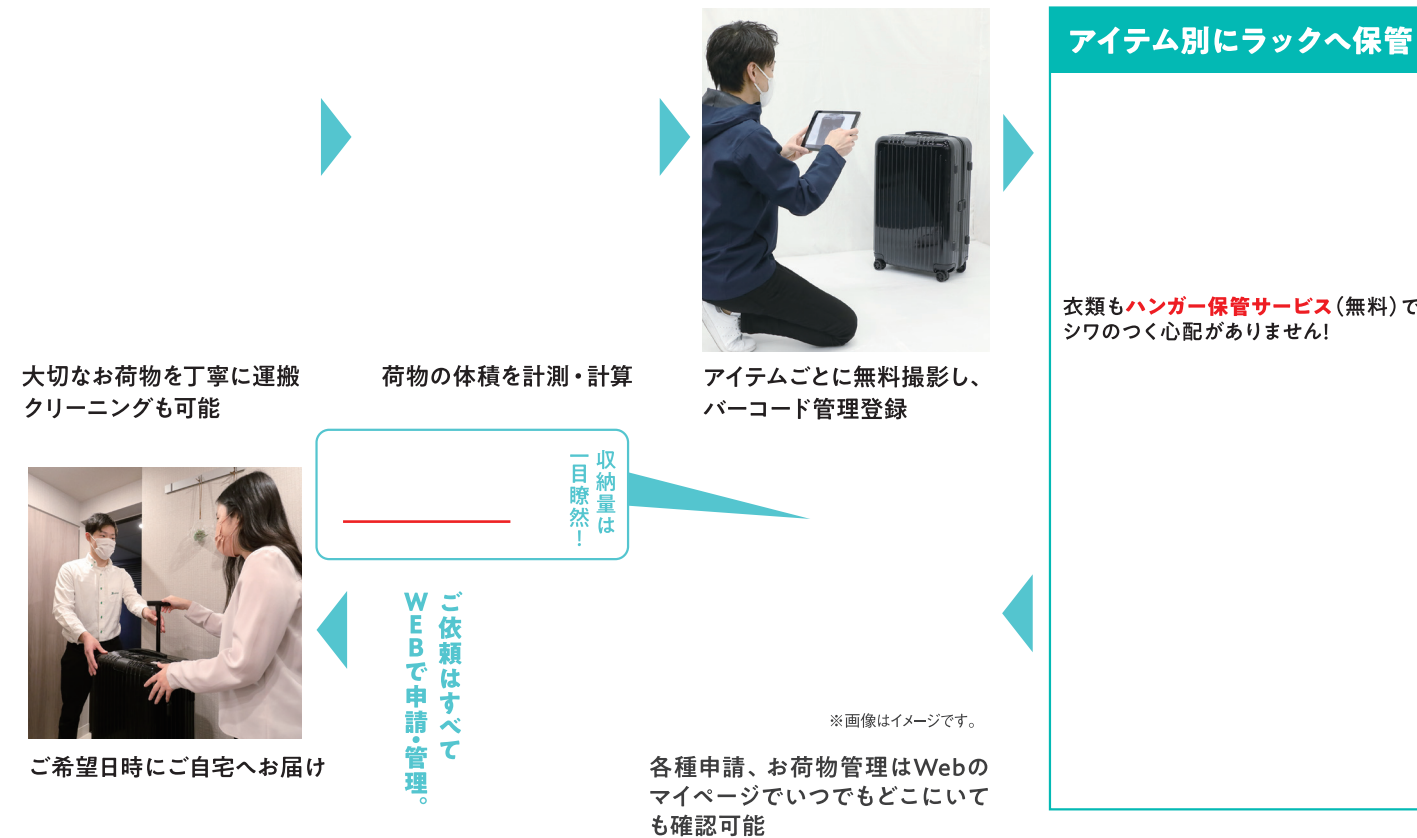 大切なお荷物を丁寧に運搬
クリーニングも可能
荷物の体積を計測・計算
アイテムごとに無料撮影し、
バーコード管理登録
アイテム別にラックへ保管
衣類もハンガー保管サービス(無料)で
シワのつく心配がありません!
収納量は
一目瞭然!
ご依頼はすべて
WEBで申請・管理。
※画像はイメージです。
各種申請、お荷物管理はWebの
マイページでいつでもどこにいて
も確認可能
ご希望日時にご自宅へお届け